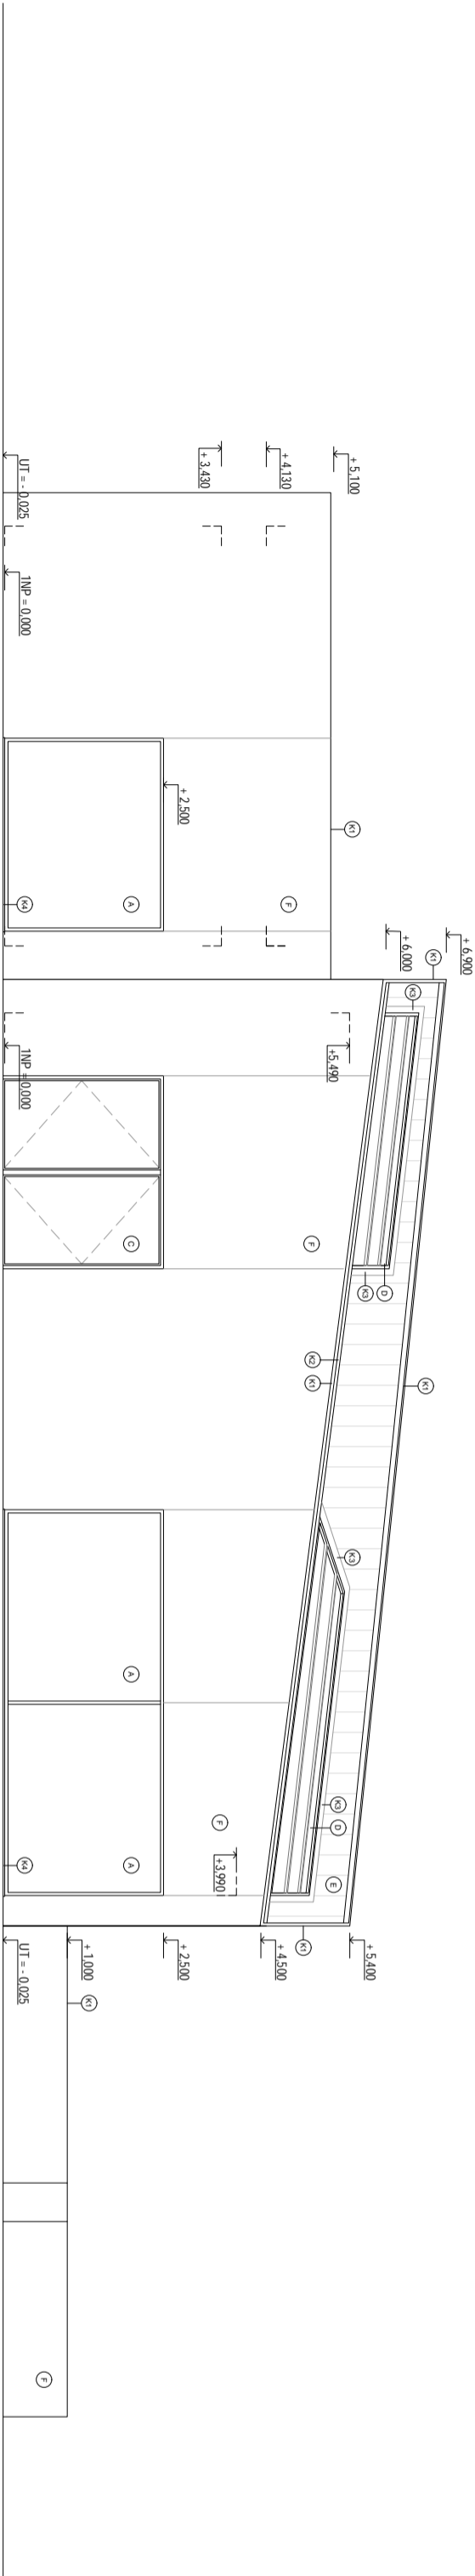 + 6,900
+ 6,000
K1
K3
+ 5,100
+ 4,130
+ 3,430
UT = - 0,025
1NP = 0,000
+ 2,500
K1
F
A
K4
+5,490
1NP = 0,000
F
C
K3
D
K2
K1
K1
K3
A
F
A
K4
+3,990
K3
D
E
K1
+ 5,400
+ 4,500
+ 2,500
+ 1,000
UT = - 0,025
K1
F